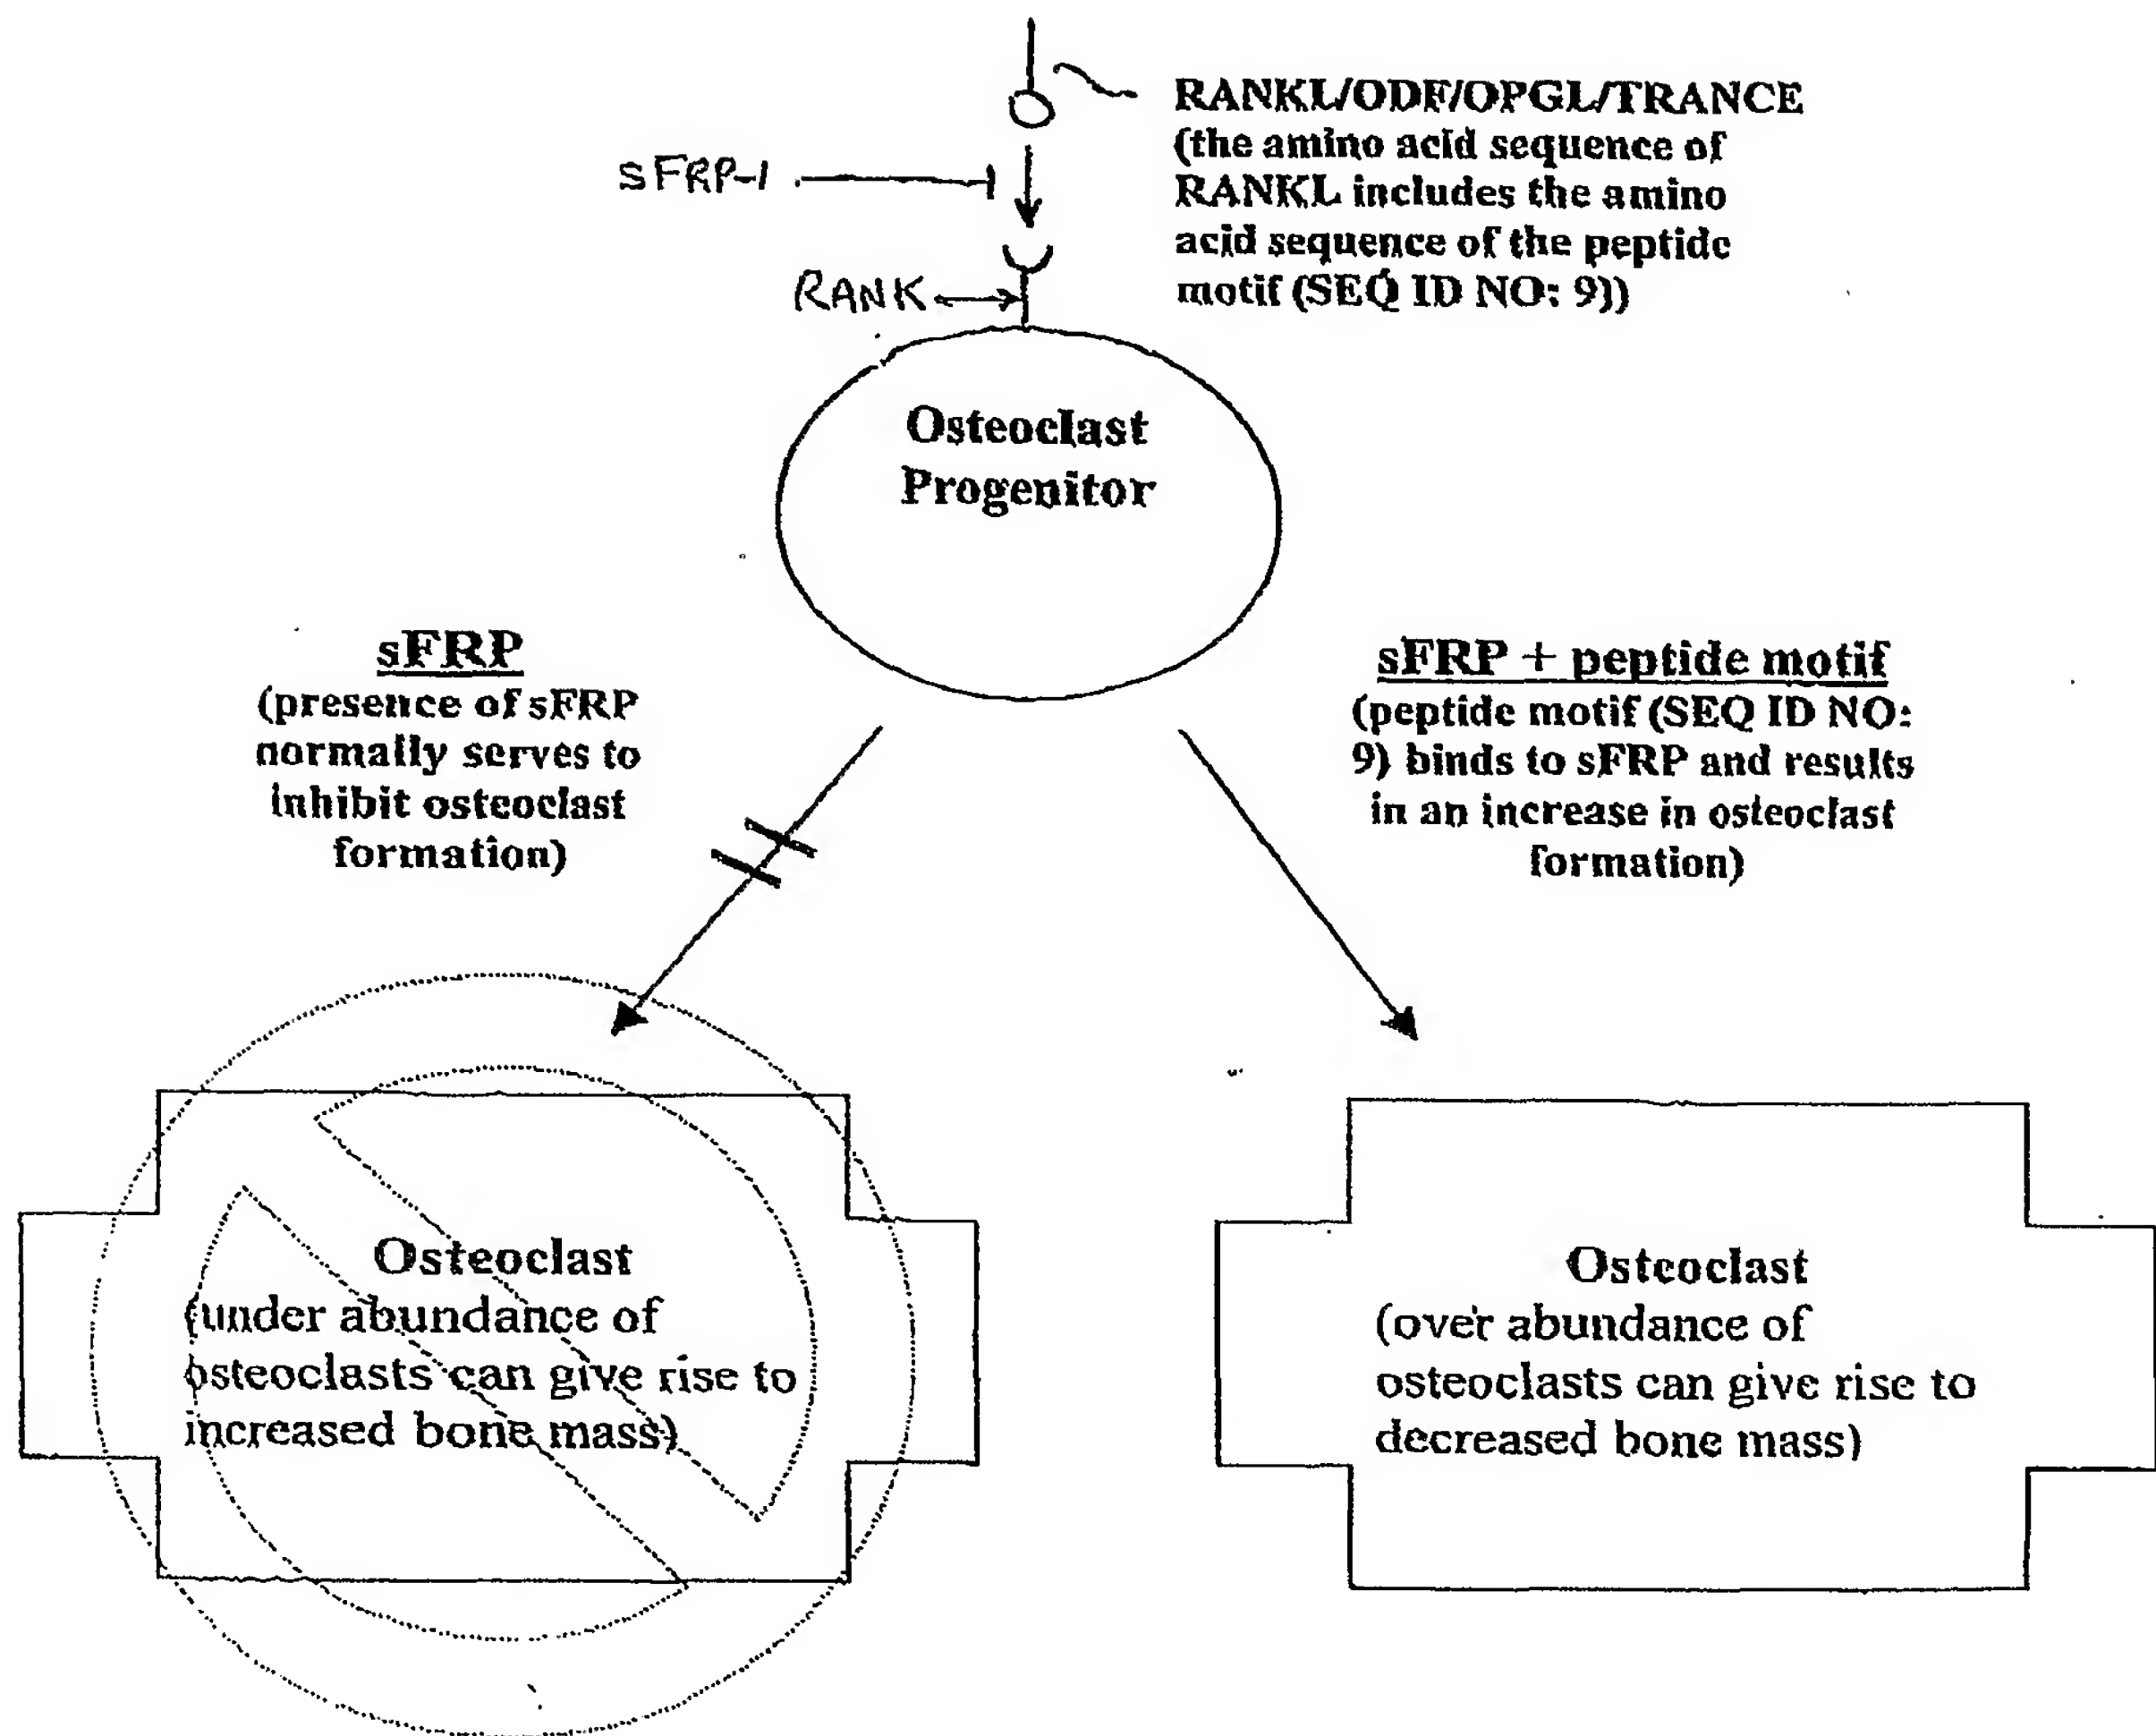 RANKL/ODF/OPGL/TRANCE
(the amino acid sequence of
RANKL includes the amino
acid sequence of the peptide
motif (SEQ ID NO: 9))
sFRP-1
RANK
Osteoclast
Progenitor
sFRP
(presence of sFRP
normally serves to
inhibit osteoclast
formation)
sFRP + peptide motif
(peptide motif (SEQ ID NO:
9) binds to sFRP and results
in an increase in osteoclast
formation)
Osteoclast
(under abundance of
osteoclasts can give rise to
increased bone mass)
Osteoclast
(over abundance of
osteoclasts can give rise to
decreased bone mass)